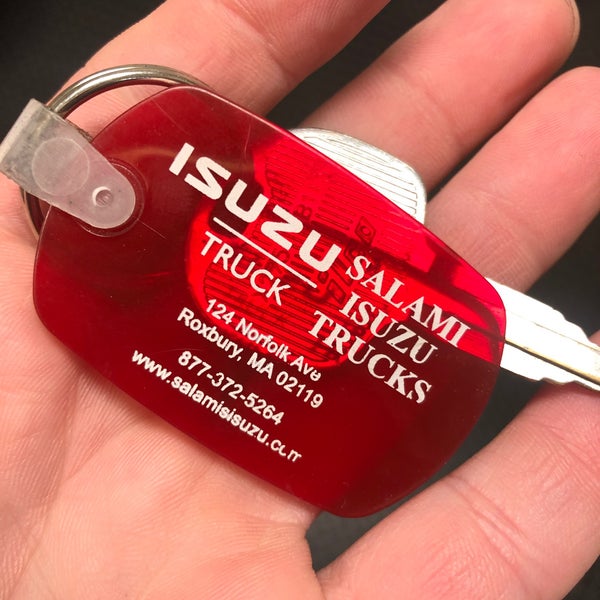 ISUZU
TRUCK
SALAMI
ISUZU
TRUCKS
124 Norfolk Ave
Roxbury, MA 02119
877-372-5264
www.salamisisuzu.com